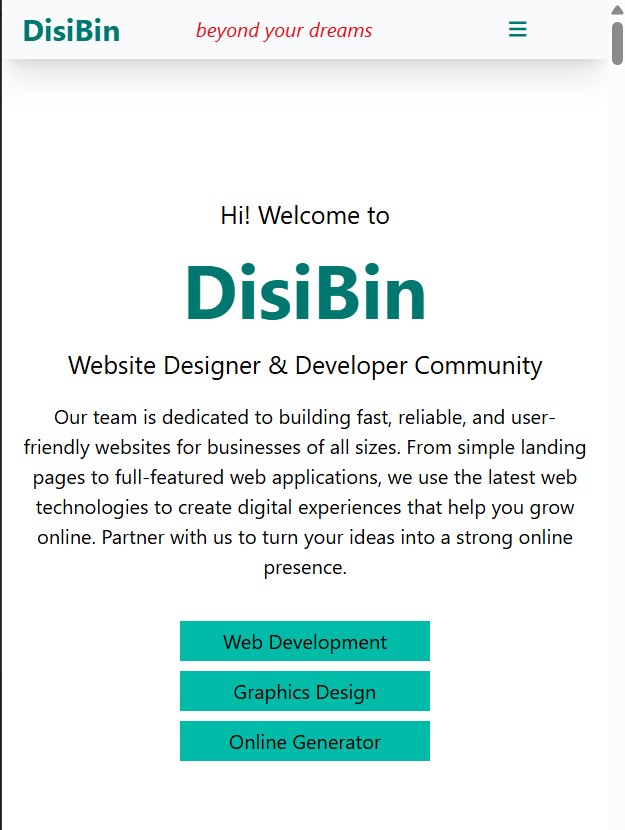 DisiBin
beyond your dreams
Hi! Welcome to
DisiBin
Website Designer & Developer Community
Our team is dedicated to building fast, reliable, and user-
friendly websites for businesses of all sizes. From simple landing
pages to full-featured web applications, we use the latest web
technologies to create digital experiences that help you grow
online. Partner with us to turn your ideas into a strong online
presence.
Web Development
Graphics Design
Online Generator